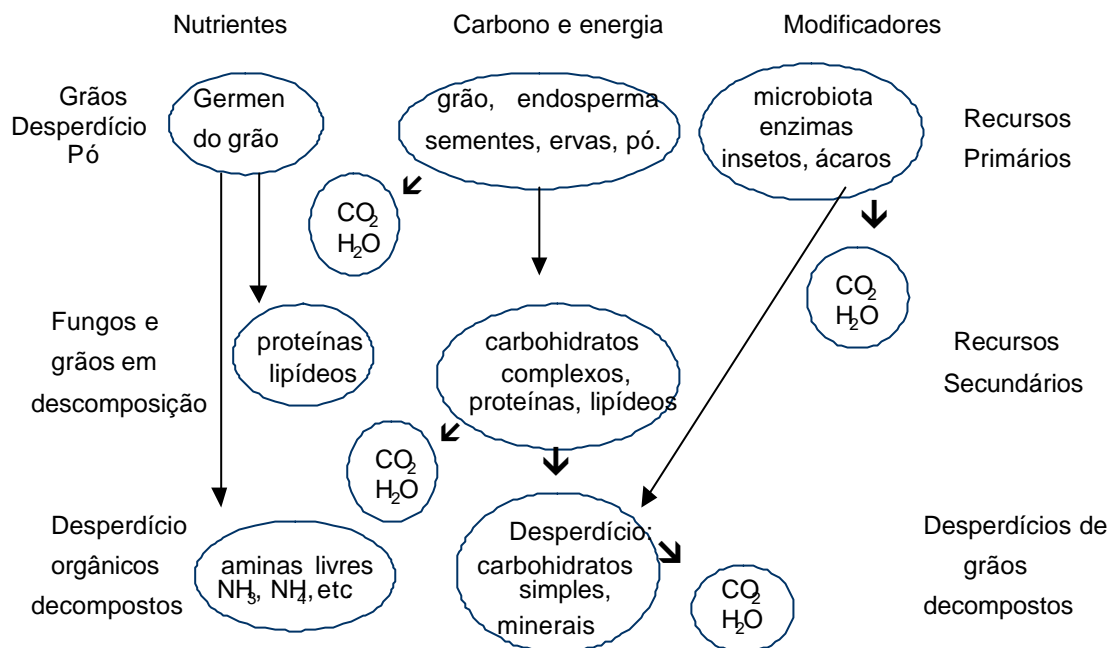 Nutrientes
Carbono e energia
Modificadores
Grãos
Desperdício
Pó
Germen
do grão
grão, endosperma
sementes, ervas, pó.
microbiota
enzimas
insetos, ácaros
Recursos
Primários
CO2
H2O
CO2
H2O
Fungos e
grãos em
descomposição
proteínas
lipídeos
carbohidratos
complexos,
proteínas, lipídeos
Recursos
Secundários
CO2
H2O
Desperdício
orgânicos
decompostos
aminas livres
NH3, NH4, etc
Desperdício:
carbohidratos
simples,
minerais
CO2
H2O
Desperdícios de
grãos
decompostos